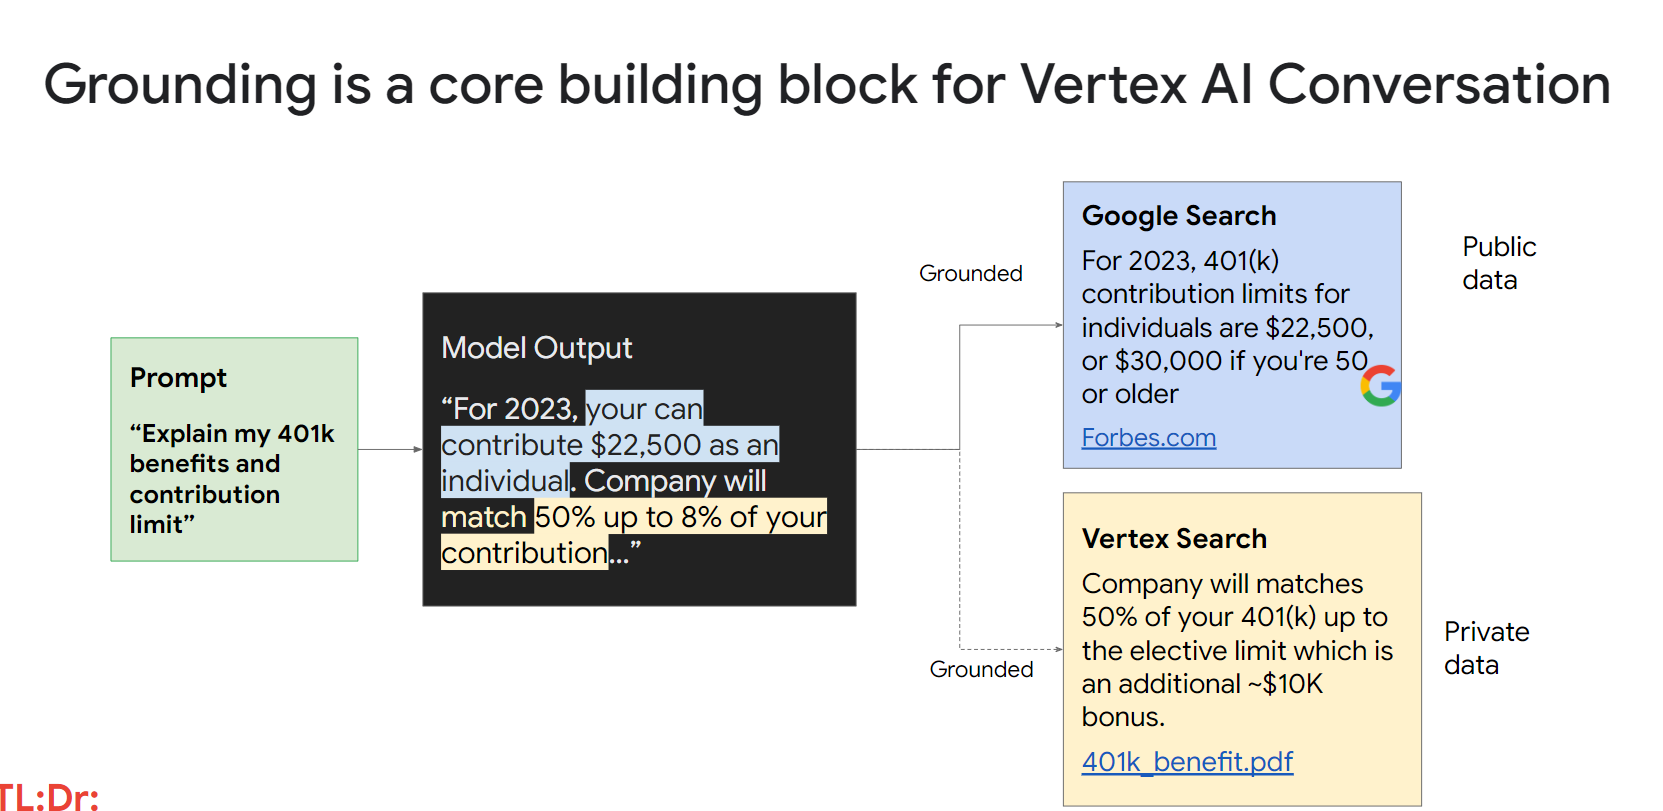 Grounding is a core building block for Vertex AI Conversation
Prompt
“Explain my 401k
benefits and
contribution
limit”
Model Output
“For 2023, your can
contribute $22,500 as an
individual. Company will
match 50% up to 8% of your
contribution...”
Grounded
Google Search
For 2023, 401(k)
contribution limits for
individuals are $22,500,
or $30,000 if you're 50
or older
Forbes.com
Public
data
Grounded
Vertex Search
Company will matches
50% of your 401(k) up to
the elective limit which is
an additional ~$10K
bonus.
401k_benefit.pdf
Private
data
TL:Dr: